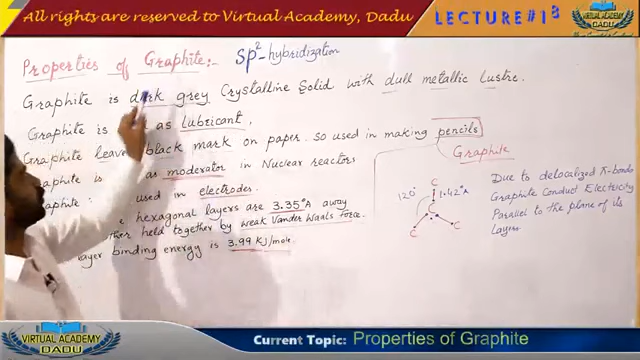 All rights are reserved to Virtual Academy, Dadu
LECTURE#18
Properties of Graphite:- Sp2-hybridization
Graphite is dark grey Crystalline Solid with dull metallic Lustre.
Graphite is as Lubricant,
Graphite leaves black mark on paper. so used in making pencils
is as moderator in Nuclear reactors
Graphite used in electrodes.
hexagonal layers are 3.35°A away
held together by weak Vander Waals Force.
layer binding energy is 3.99 KJ/mole.
Graphite
120°
C
1.42°A
C
C
C
Due to delocalized π-bonds
Graphite Conduct Electricity
Parallel to the plane of its
Layers
VIRTUAL ACADEMY
DADU
Current Topic: Properties of Graphite